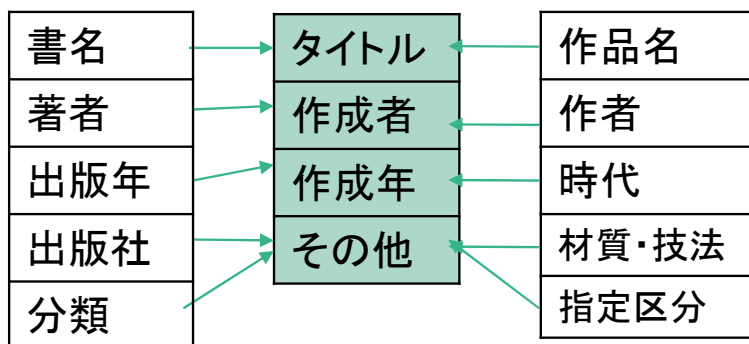 書名
著者
出版年
出版社
分類
タイトル
作成者
作成年
その他
作品名
作者
時代
材質・技法
指定区分